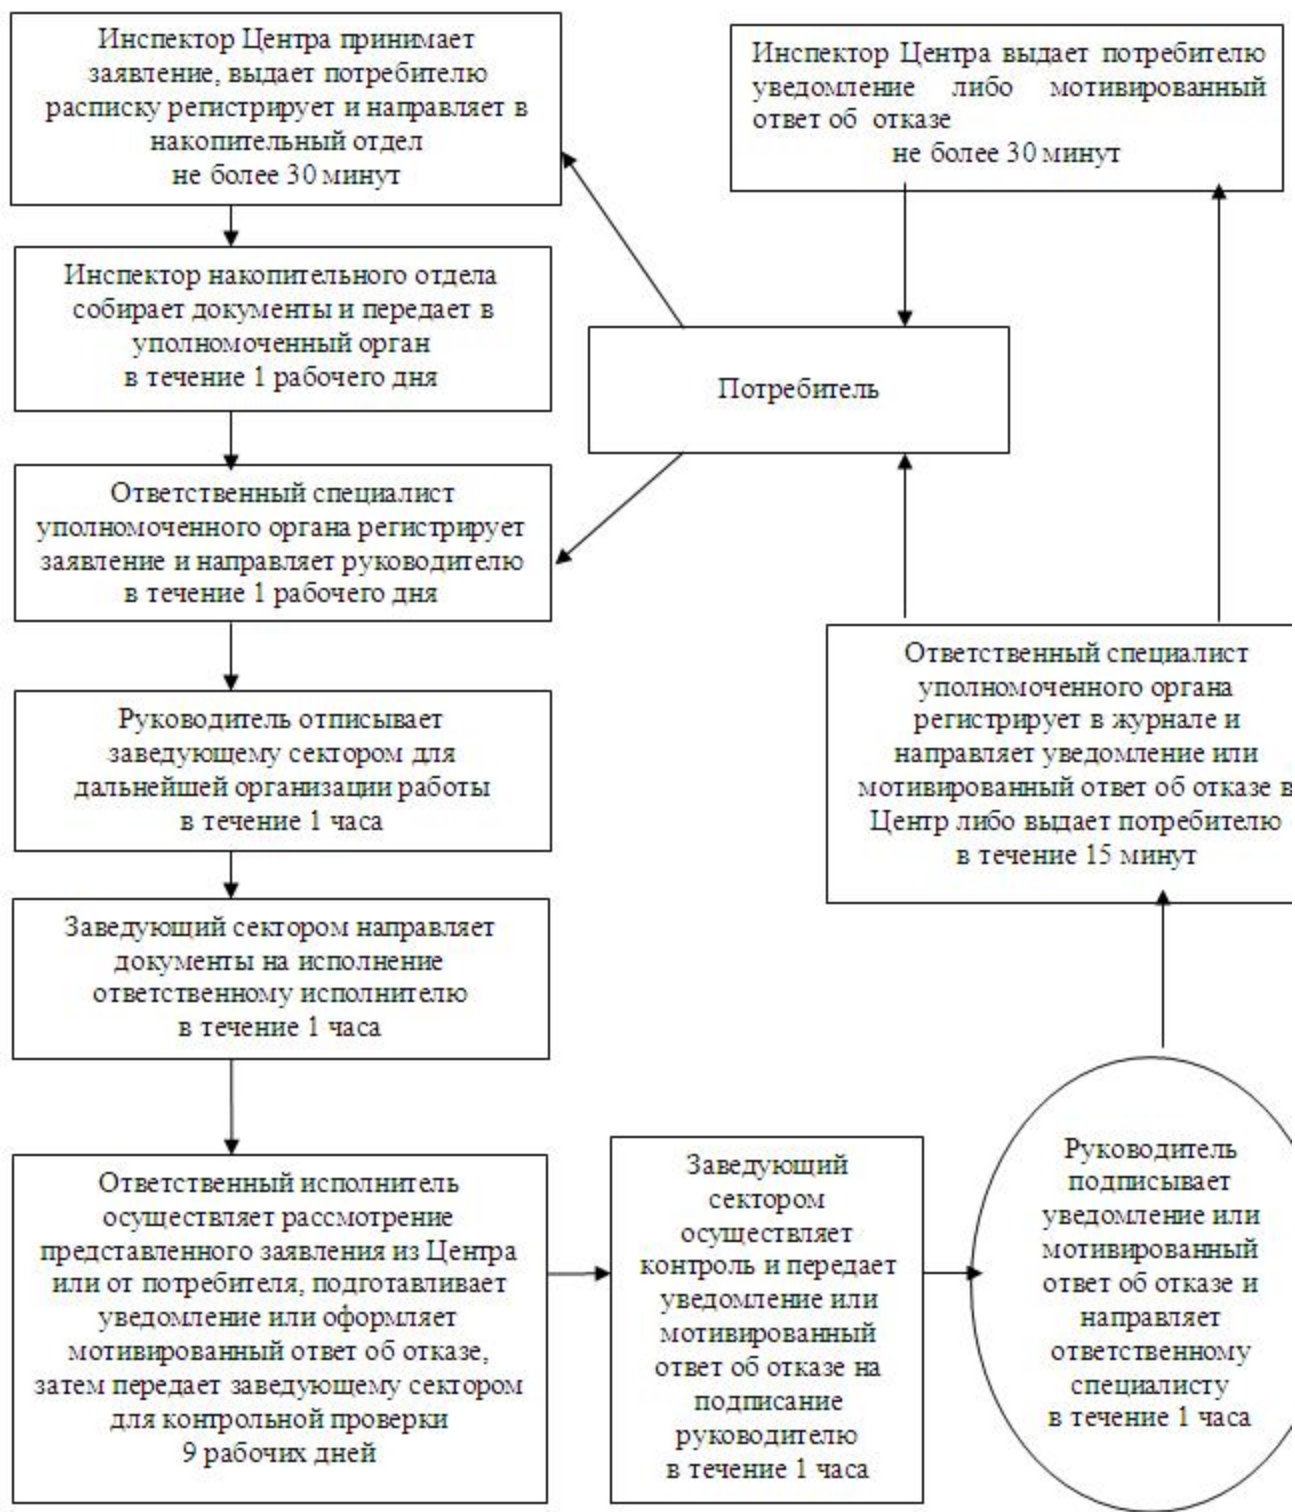 Инспектор Центра принимает
заявление, выдает потребителю
расписку регистрирует и направляет в
накопительный отдел
не более 30 минут
Инспектор Центра выдает потребителю
уведомление либо мотивированный
ответ об отказе
не более 30 минут
Инспектор накопительного отдела
собирает документы и передает в
уполномоченный орган
в течение 1 рабочего дня
Потребитель
Ответственный специалист
уполномоченного органа регистрирует
заявление и направляет руководителю
в течение 1 рабочего дня
Руководитель отписывает
заведующему сектором для
дальнейшей организации работы
в течение 1 часа
Ответственный специалист
уполномоченного органа
регистрирует в журнале и
направляет уведомление или
мотивированный ответ об отказе в
Центр либо выдает потребителю
в течение 15 минут
Заведующий сектором направляет
документы на исполнение
ответственному исполнителю
в течение 1 часа
Ответственный исполнитель
осуществляет рассмотрение
представленного заявления из Центра
или от потребителя, подготавливает
уведомление или оформляет
мотивированный ответ об отказе,
затем передает заведующему сектором
для контрольной проверки
9 рабочих дней
Заведующий
сектором
осуществляет
контроль и передает
уведомление или
мотивированный
ответ об отказе на
подписание
руководителю
в течение 1 часа
Руководитель
подписывает
уведомление или
мотивированный
ответ об отказе и
направляет
ответственному
специалисту
в течение 1 часа